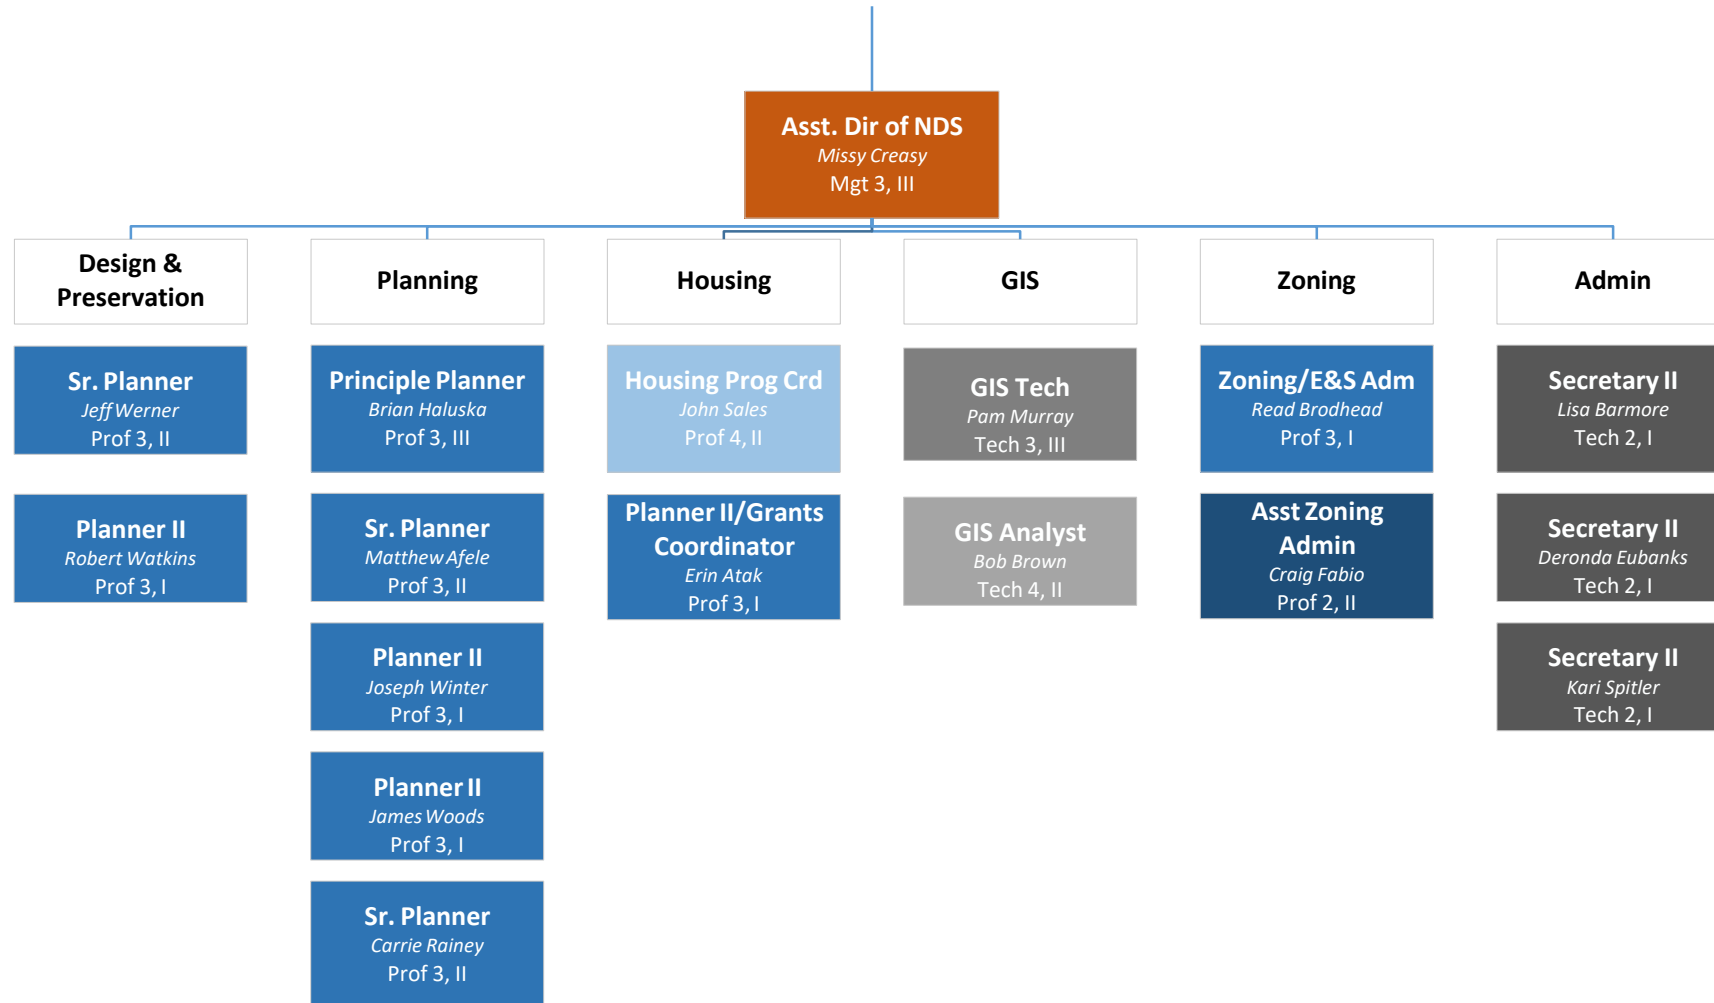 Asst. Dir of NDS
Missy Creasy
Mgt 3, III
Design &
Preservation
Planning
Housing
GIS
Zoning
Admin
Sr. Planner
Jeff Werner
Prof 3, II
Planner II
Robert Watkins
Prof 3, I
Principle Planner
Brian Haluska
Prof 3, III
Sr. Planner
Matthew Afele
Prof 3, II
Planner II
Joseph Winter
Prof 3, I
Planner II
James Woods
Prof 3, I
Sr. Planner
Carrie Rainey
Prof 3, II
Housing Prog Crd
John Sales
Prof 4, II
Planner II/Grants
Coordinator
Erin Atak
Prof 3, I
GIS Tech
Pam Murray
Tech 3, III
GIS Analyst
Bob Brown
Tech 4, II
Zoning/E&S Adm
Read Brodhead
Prof 3, I
Asst Zoning
Admin
Craig Fabio
Prof 2, II
Secretary II
Lisa Barmore
Tech 2, I
Secretary II
Deronda Eubanks
Tech 2, I
Secretary II
Kari Spitler
Tech 2, I